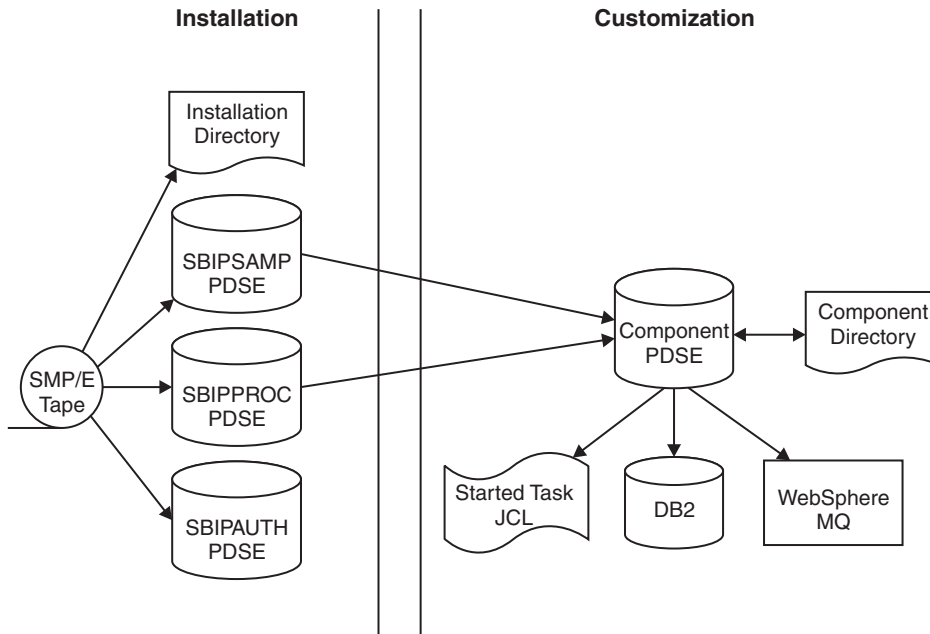 Installation
Customization
Installation
Directory
SBIPSAMP
PDSE
SBIPPROC
PDSE
SBIPAUTH
PDSE
SMP/E
Tape
Component
PDSE
Component
Directory
Started Task
JCL
DB2
WebSphere
MQ